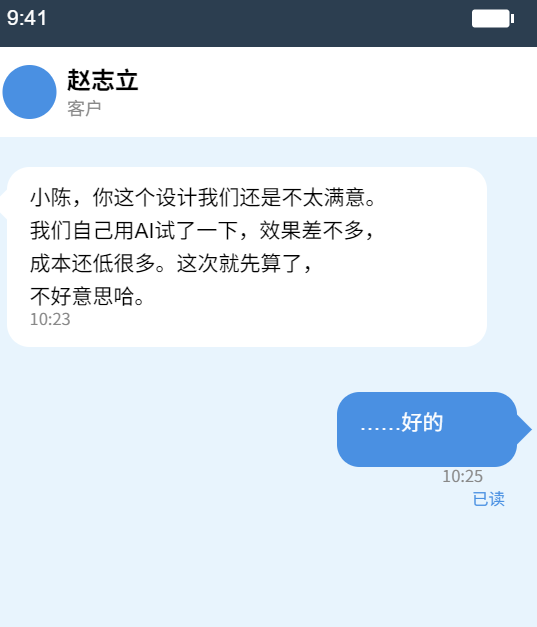 9:41
赵志立
客户
小陈，你这个设计我们还是不太满意。
我们自己用AI试了一下，效果差不多，
成本还低很多。这次就先算了，
不好意思哈。
10:23
……好的
10:25
已读